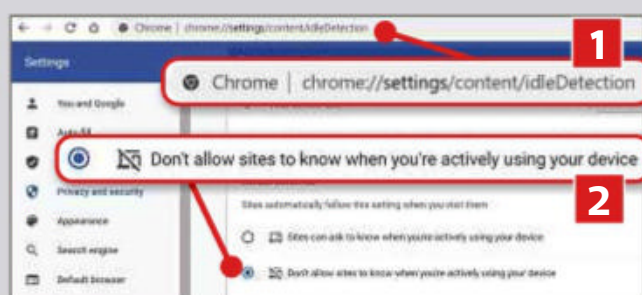 Chrome | chrome://settings/content/idleDetection
1
Settings
Chrome | chrome://settings/content/idleDetection
You and Google
Auto-fill
Don't allow sites to know when you're actively using your device
2
Privacy and security
Sites automatically follow this setting when you visit them
Appearance
Search engine
Sites can ask to know when you're actively using your device
Default browser
Don't allow sites to know when you're actively using your device